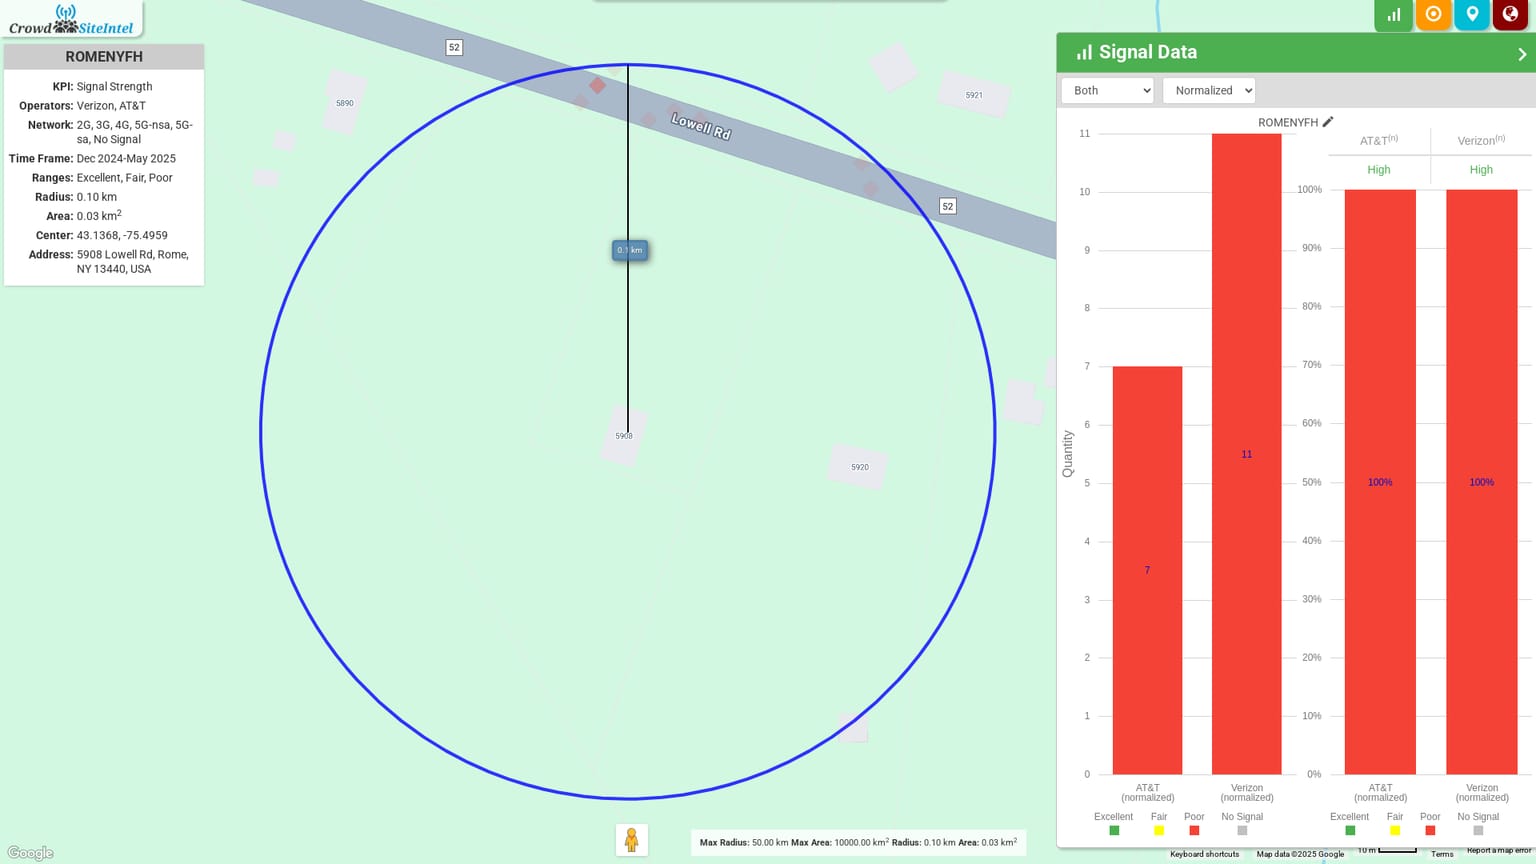 Crowd SiteIntel
ROMENYFH
KPI: Signal Strength
Operators: Verizon, AT&T
Network: 2G, 3G, 4G, 5G-nsa, 5G-
sa, No Signal
Time Frame: Dec 2024-May 2025
Ranges: Excellent, Fair, Poor
Radius: 0.10 km
Area: 0.03 km²
Center: 43.1368, -75.4959
Address: 5908 Lowell Rd, Rome,
NY 13440, USA
52
5890
5921
Lowell Rd
52
0.1 km
5908
5920
Google
Max Radius: 50.00 km Max Area: 10000.00 km² Radius: 0.10 km Area: 0.03 km²
Signal Data
Both
Normalized
ROMENYFH
AT&T(n)
Verizon(n)
High
High
Quantity
11
10
9
8
7
6
5
4
3
2
1
0
7
11
AT&T
(normalized)
Verizon
(normalized)
Excellent
Fair
Poor
No Signal
100%
90%
80%
70%
60%
50%
40%
30%
20%
10%
0%
100%
100%
AT&T
(normalized)
Verizon
(normalized)
Excellent
Fair
Poor
No Signal
Keyboard shortcuts
Map data ©2025 Google
10 m
Terms
Report a map error